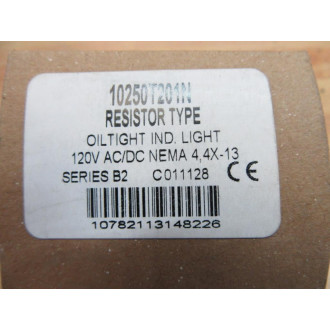 10250T201N
RESISTOR TYPE
OILTIGHT IND. LIGHT
120V AC/DC NEMA 4,4X-13
SERIES B2 C011128 CE
10782113148226